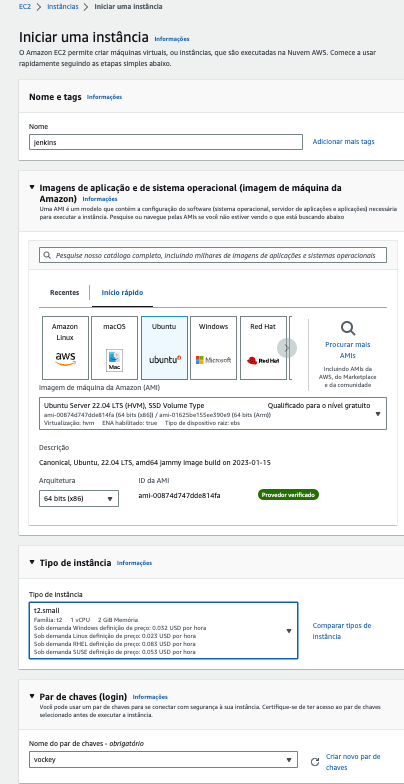 EC2 > Instâncias > Iniciar uma instância
Iniciar uma instância Informações
O Amazon EC2 permite criar máquinas virtuais, ou instâncias, que são executadas na Nuvem AWS. Comece a usar
rapidamente seguindo as etapas simples abaixo.
Nome e tags Informações
Nome
jenkins
Adicionar mais tags
▼ Imagens de aplicação e de sistema operacional (imagem de máquina da
Amazon) Informações
Uma AMI é um modelo que contém a configuração do software (sistema operacional, servidor de aplicações e aplicações) necessária
para executar a instância. Pesquise ou navegue pelas AMIs se você não estiver vendo o que está buscando abaixo
Pesquise nosso catálogo completo, incluindo milhares de imagens de aplicações e sistemas operacionais
Recentes
Início rápido
Amazon
Linux
aws
macOS
Mac
Ubuntu
ubuntu
Windows
Microsoft
Red Hat
Red Hat
Procurar mais
AMIs
Incluindo AMIs da
AWS, do Marketplace
e da comunidade
Imagem de máquina da Amazon (AMI)
Ubuntu Server 22.04 LTS (HVM), SSD Volume Type
Qualificado para o nível gratuito
ami-00874d747dde814fa (64 bits (x86)) / ami-01625be155ee390e9 (64 bits (Arm))
Virtualização: hvm ENA habilitado: true Tipo de dispositivo raiz: ebs
Descrição
Canonical, Ubuntu, 22.04 LTS, amd64 jammy image build on 2023-01-15
Arquitetura
ID da AMI
64 bits (x86)
ami-00874d747dde814fa
Provedor verificado
▼ Tipo de instância Informações
Tipo de instância
t2.small
Família: t2 1 vCPU 2 GiB Memória
Sob demanda Windows definição de preço: 0.032 USD por hora
Sob demanda Linux definição de preço: 0.023 USD por hora
Sob demanda RHEL definição de preço: 0.083 USD por hora
Sob demanda SUSE definição de preço: 0.053 USD por hora
Comparar tipos de
instância
▼ Par de chaves (login) Informações
Você pode usar um par de chaves para se conectar com segurança à sua instância. Certifique-se de ter acesso ao par de chaves
selecionado antes de executar a instância.
Nome do par de chaves - obrigatório
vockey
Criar novo par de
chaves